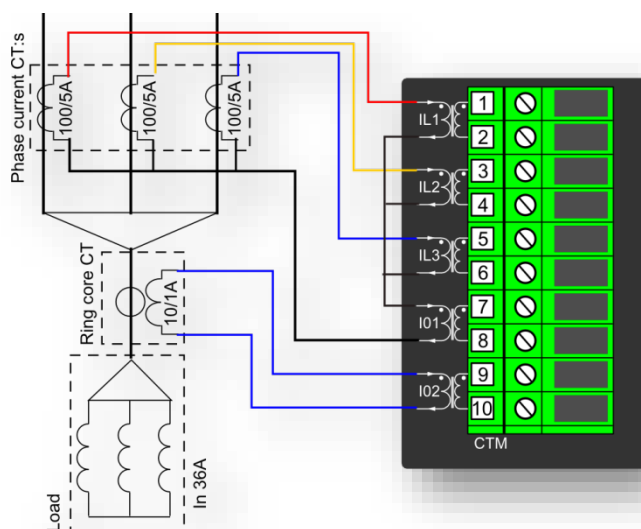 Phase current CT:s
100/5A
100/5A
100/5A
Ring core CT
10/1A
Load
In 36A
IL1
IL2
IL3
I01
I02
1
2
3
4
5
6
7
8
9
10
CTM